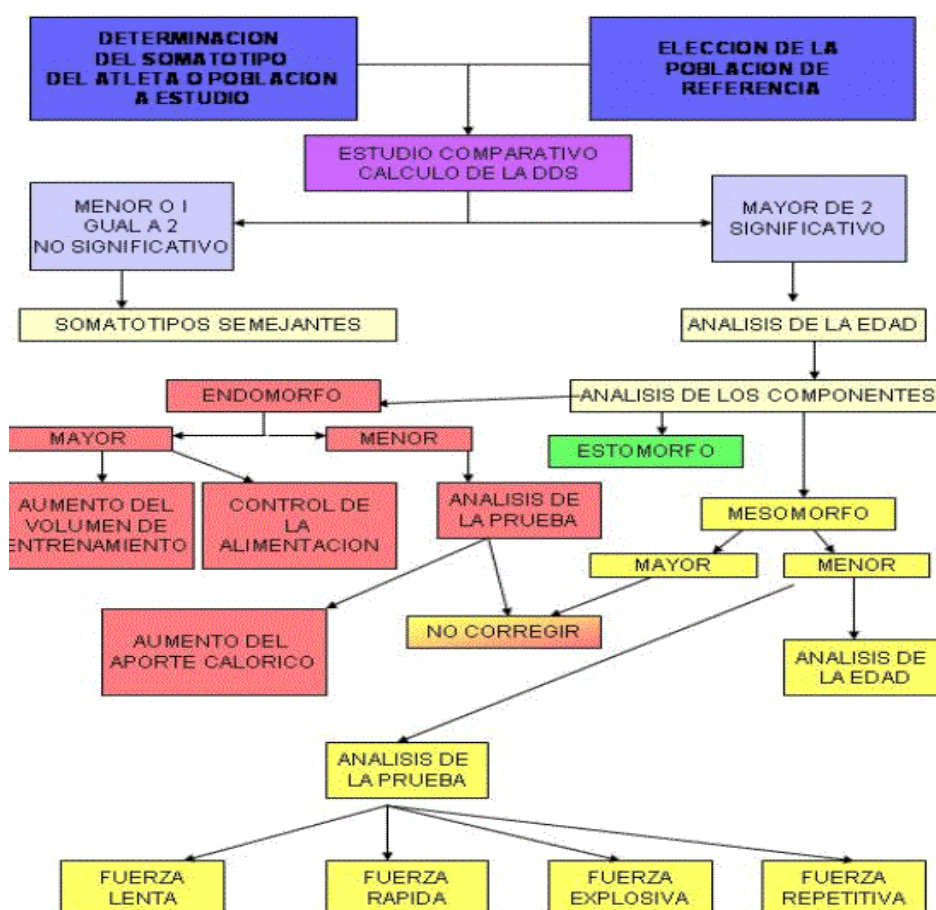 DETERMINACION
DEL SOMATOTIPO
DEL ATLETA O POBLACION
A ESTUDIO
ELECCION DE LA
POBLACION DE
REFERENCIA
ESTUDIO COMPARATIVO
CALCULO DE LA DDS
MENOR O I
GUAL A 2
NO SIGNIFICATIVO
MAYOR DE 2
SIGNIFICATIVO
SOMATOTIPOS SEMEJANTES
ANALISIS DE LA EDAD
ENDOMORFO
ANALISIS DE LOS COMPONENTES
MAYOR
MENOR
ESTOMORFO
AUMENTO DEL
VOLUMEN DE
ENTRENAMIENTO
CONTROL DE
LA
ALIMENTACION
ANALISIS DE
LA PRUEBA
MESOMORFO
MAYOR
MENOR
AUMENTO DEL
APORTE CALORICO
NO CORREGIR
ANALISIS DE
LA EDAD
ANALISIS DE
LA PRUEBA
FUERZA
LENTA
FUERZA
RAPIDA
FUERZA
EXPLOSIVA
FUERZA
REPETITIVA